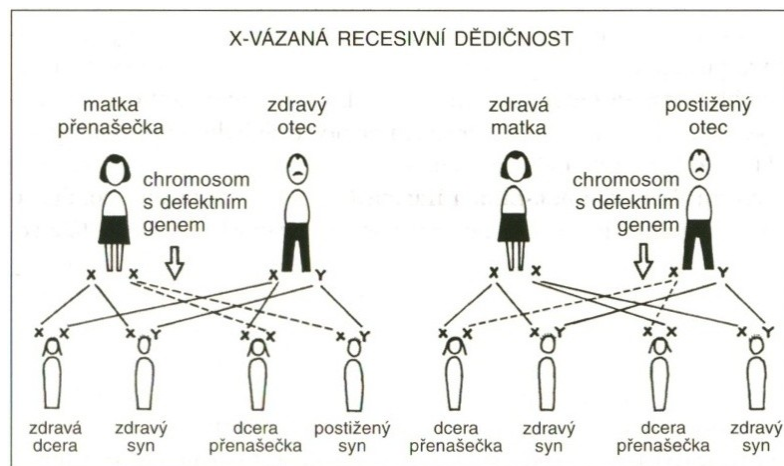 X-VÁZANÁ RECESIVNÍ DĚDIČNOST
matka
přenašečka
zdravý
otec
zdravá
matka
postižený
otec
chromosom
s defektním
genem
chromosom
s defektním
genem
X X X Y
X X X Y
X X X Y X X X Y
X X X Y X X X Y
zdravá
dcera
zdravý
syn
dcera
přenašečka
postižený
syn
dcera
přenašečka
zdravý
syn
dcera
přenašečka
zdravý
syn